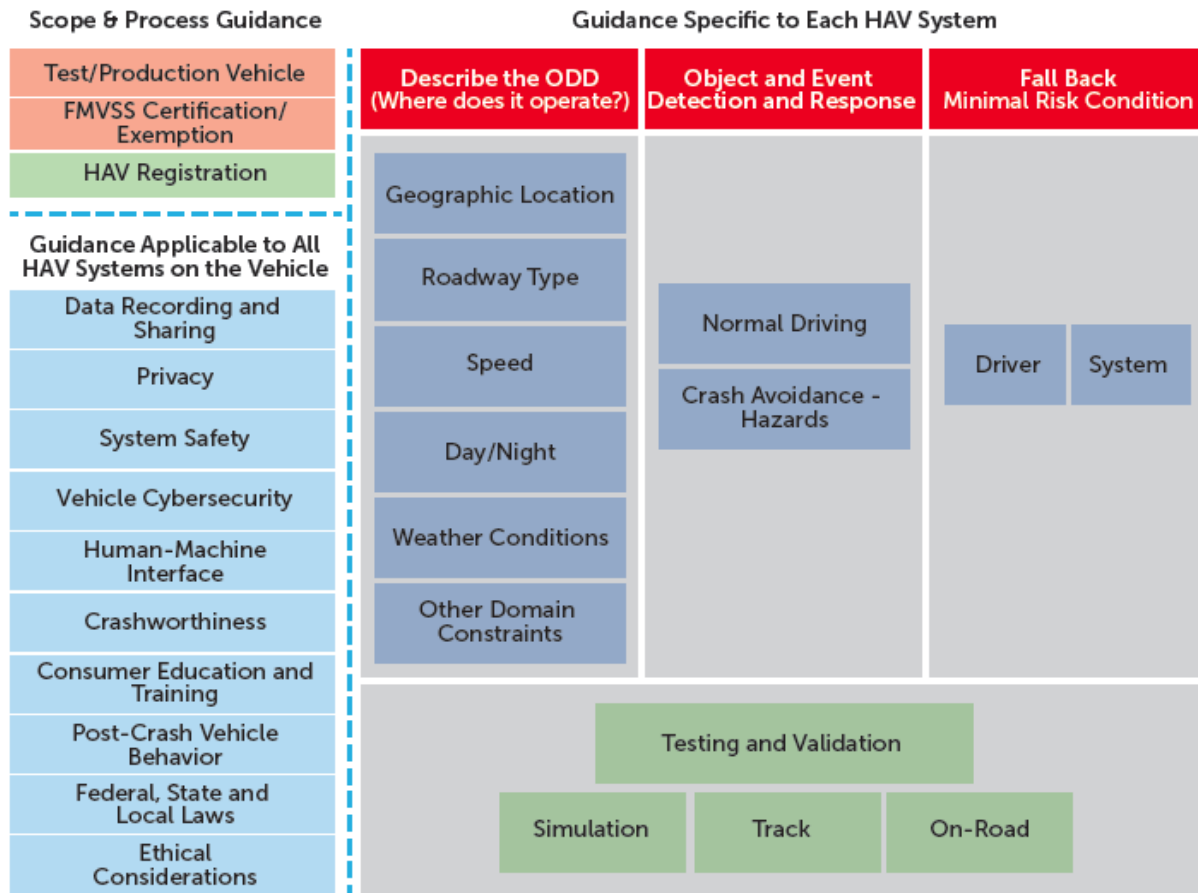 Scope & Process Guidance
Test/Production Vehicle
FMVSS Certification/
Exemption
HAV Registration
Guidance Applicable to All
HAV Systems on the Vehicle
Data Recording and
Sharing
Privacy
System Safety
Vehicle Cybersecurity
Human-Machine
Interface
Crashworthiness
Consumer Education and
Training
Post-Crash Vehicle
Behavior
Federal, State and
Local Laws
Ethical
Considerations
Guidance Specific to Each HAV System
Describe the ODD
(Where does it operate?)
Geographic Location
Roadway Type
Speed
Day/Night
Weather Conditions
Other Domain
Constraints
Object and Event
Detection and Response
Normal Driving
Crash Avoidance -
Hazards
Fall Back
Minimal Risk Condition
Driver
System
Testing and Validation
Simulation
Track
On-Road